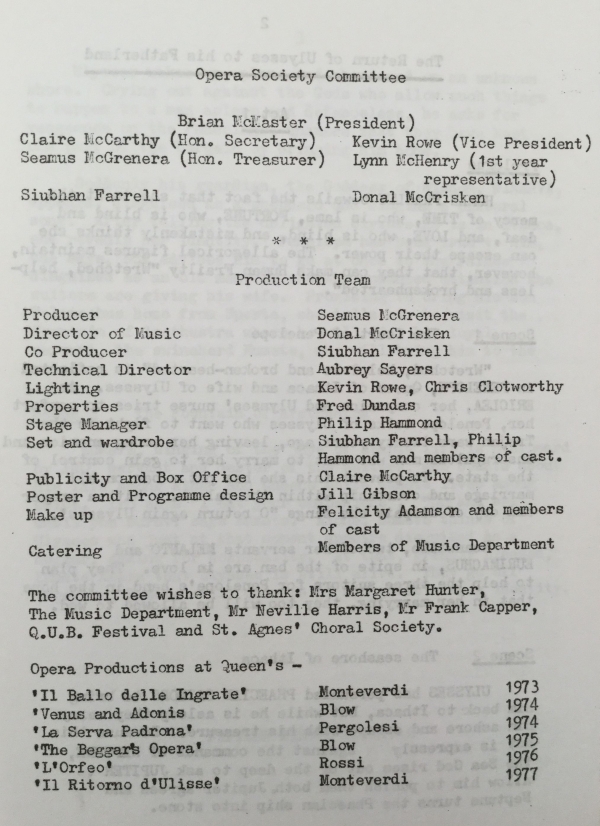 Opera Society Committee
Brian McMaster (President)
Claire McCarthy (Hon. Secretary) Kevin Rowe (Vice President)
Seamus McGrenera (Hon. Treasurer) Lynn McHenry (1st year
representative)
Siubhan Farrell Donal McCrisken
* * *
Production Team
Producer Seamus McGrenera
Director of Music Donal McCrisken
Co Producer Siubhan Farrell
Technical Director Aubrey Sayers
Lighting Kevin Rowe, Chris Clotworthy
Properties Fred Dundas
Stage Manager Philip Hammond
Set and wardrobe Siubhan Farrell, Philip
Hammond and members of cast.
Publicity and Box Office Claire McCarthy
Poster and Programme design Jill Gibson
Make up Felicity Adamson and members
of cast
Catering Members of Music Department
The committee wishes to thank: Mrs Margaret Hunter,
The Music Department, Mr Neville Harris, Mr Frank Capper,
Q.U.B. Festival and St. Agnes' Choral Society.
Opera Productions at Queen's -
'Il Ballo delle Ingrate' Monteverdi 1973
'Venus and Adonis Blow 1974
'La Serva Padrona' Pergolesi 1974
'The Beggar's Opera' Blow 1975
'L'Orfeo' Rossi 1976
'Il Ritorno d'Ulisse' Monteverdi 1977